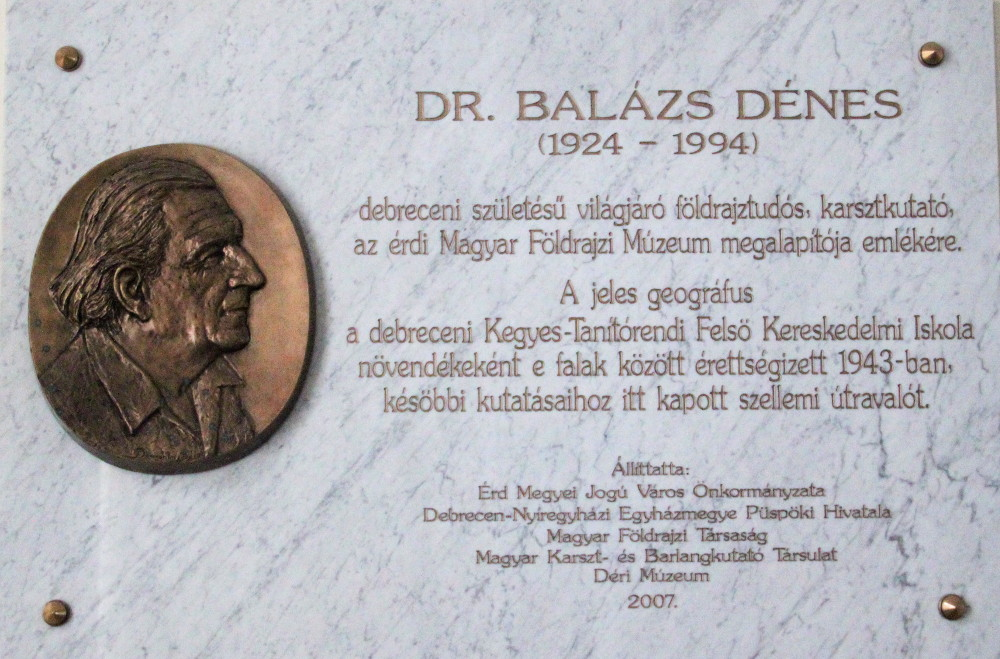 DR. BALÁZS DÉNES
(1924 – 1994)
debreceni születésű világjáró földrajztudós, karsztkutató,
az érdi Magyar Földrajzi Múzeum megalapítója emlékére.
A jeles geográfus
a debreceni Kegyes-Tanítórendi Felső Kereskedelmi Iskola
növendékeként e falak között érettségizett 1943-ban,
későbbi kutatásaihoz itt kapott szellemi útravalót.
Állíttatta:
Érd Megyei Jogú Város Önkormányzata
Debrecen-Nyíregyházi Egyházmegye Püspöki Hivatala
Magyar Földrajzi Társaság
Magyar Karszt- és Barlangkutató Társulat
Déri Múzeum
2007.